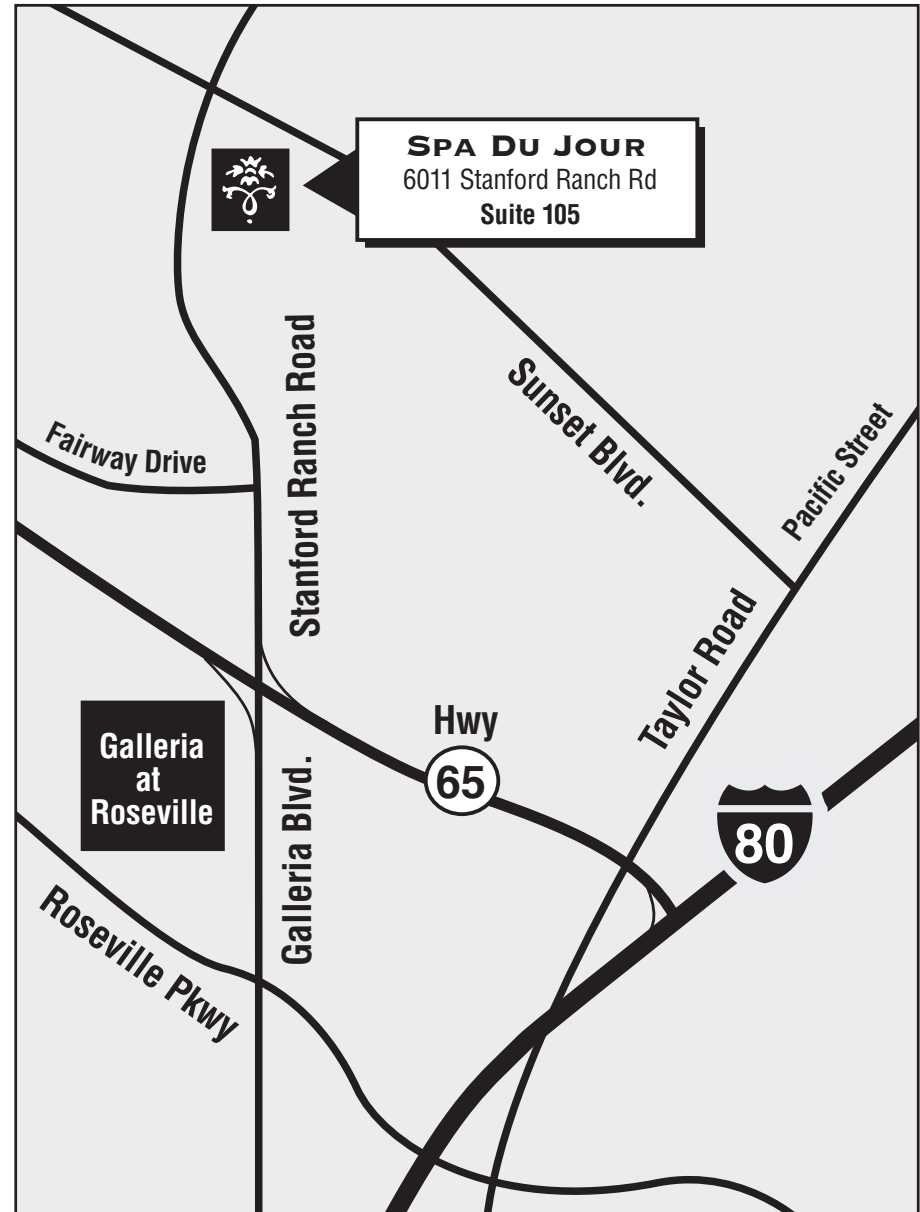 SPA DU JOUR
6011 Stanford Ranch Rd
Suite 105
Stanford Ranch Road
Sunset Blvd.
Pacific Street
Fairway Drive
Taylor Road
Hwy
65
80
Galleria
at
Roseville
Galleria Blvd.
Roseville Pkwy